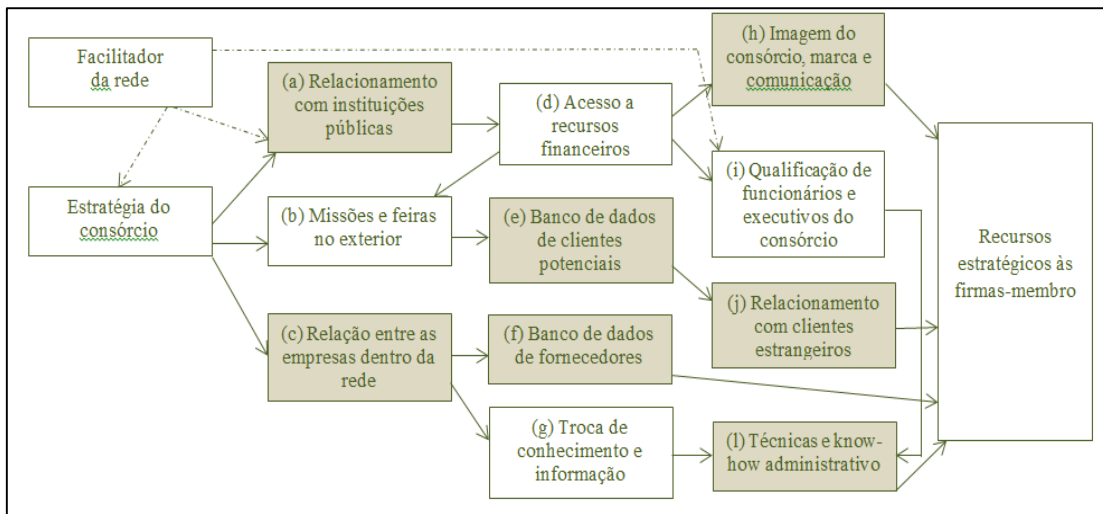 Facilitador
da rede
Estratégia do
consórcio
(a) Relacionamento
com instituições
públicas
(b) Missões e feiras
no exterior
(c) Relação entre as
empresas dentro da
rede
(d) Acesso a
recursos
financeiros
(e) Banco de dados
de clientes
potenciais
(f) Banco de dados
de fornecedores
(g) Troca de
conhecimento e
informação
(h) Imagem do
consórcio, marca e
comunicação
(i) Qualificação de
funcionários e
executivos do
consórcio
(j) Relacionamento
com clientes
estrangeiros
(l) Técnicas e know-
how administrativo
Recursos
estratégicos às
firmas-membro